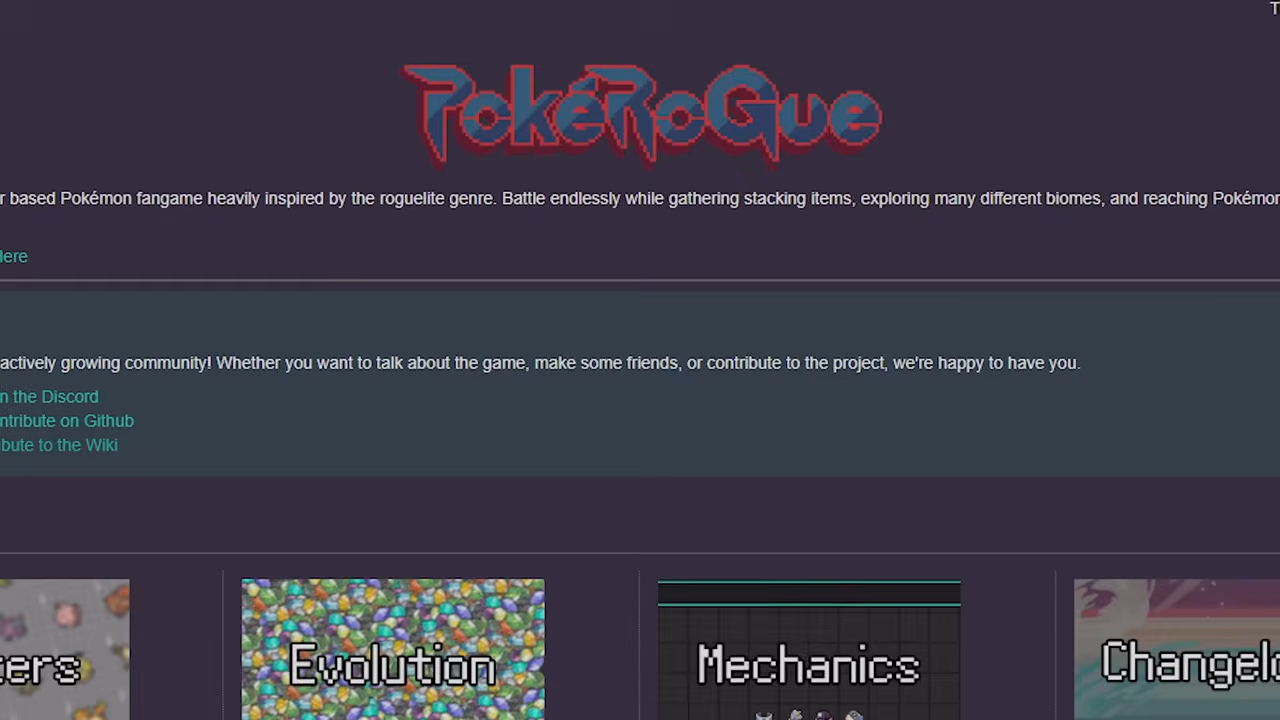 T
PokéRoGue
r based Pokémon fangame heavily inspired by the roguelite genre. Battle endlessly while gathering stacking items, exploring many different biomes, and reaching Pokémon
Here
actively growing community! Whether you want to talk about the game, make some friends, or contribute to the project, we're happy to have you.
n the Discord
ntribute on Github
bute to the Wiki
ters Evolution Mechanics Changelo